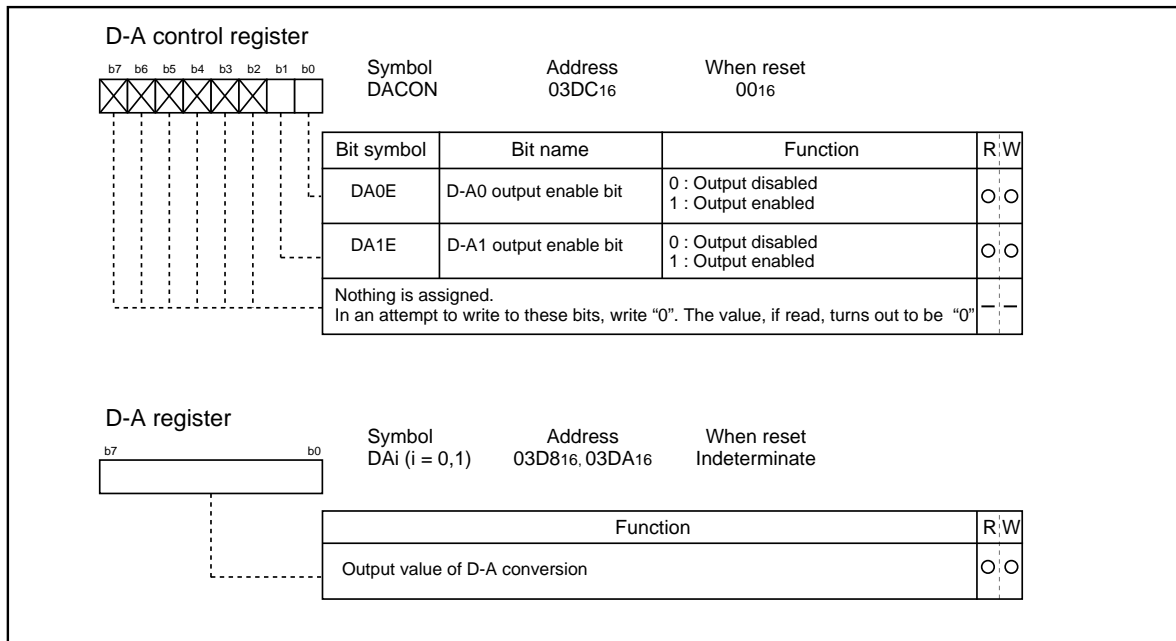 D-A control register
b7 b6 b5 b4 b3 b2 b1 b0
Symbol Address When reset
DACON 03DC16 0016
Bit symbol Bit name Function R W
DA0E D-A0 output enable bit 0 : Output disabled
1 : Output enabled
DA1E D-A1 output enable bit 0 : Output disabled
1 : Output enabled
Nothing is assigned.
In an attempt to write to these bits, write “0”. The value, if read, turns out to be “0”
D-A register
b7 b0
Symbol Address When reset
DAi (i = 0,1) 03D816, 03DA16 Indeterminate
Function R W
Output value of D-A conversion